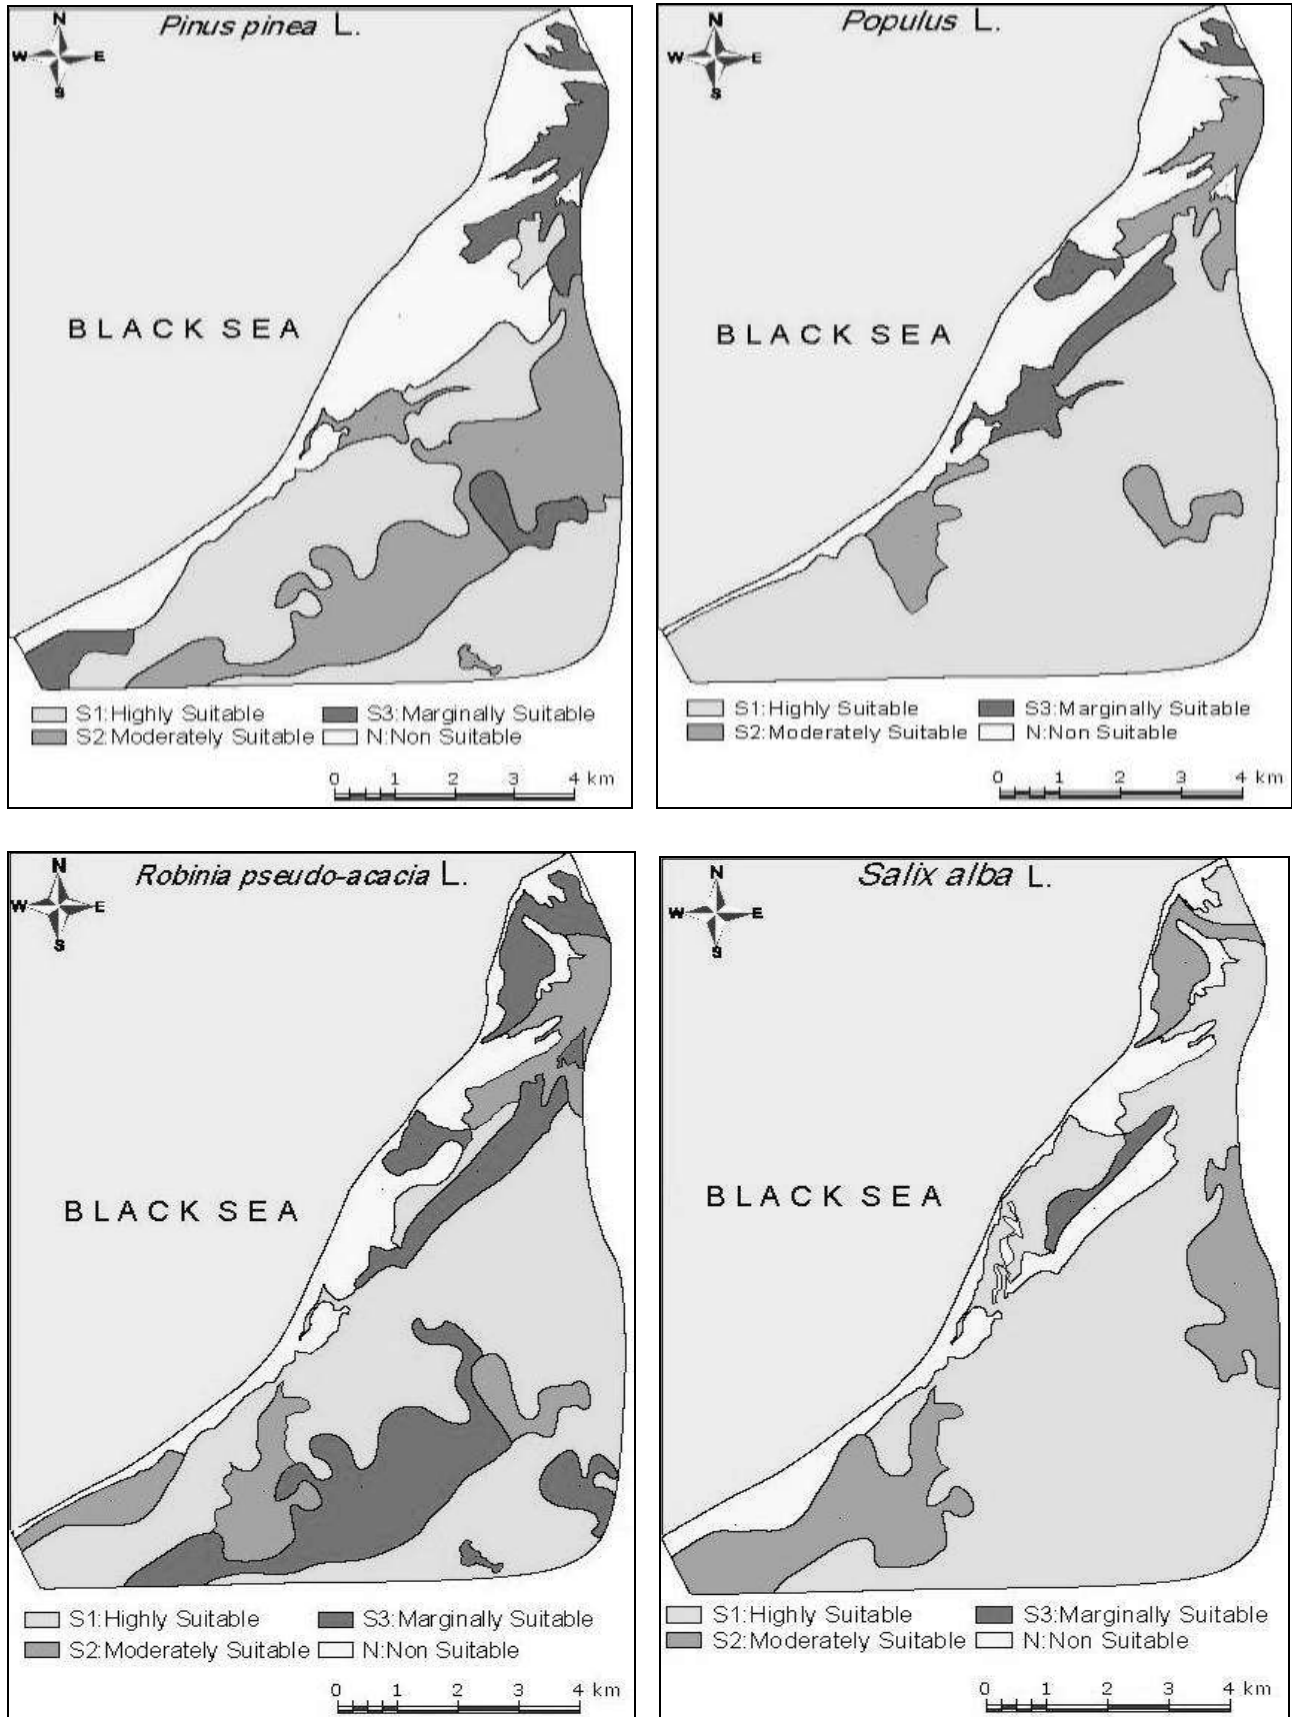 Pinus pinea L.
N
W E
S
BLACK SEA
S1:Highly Suitable S3:Marginally Suitable
S2:Moderately Suitable N:Non Suitable
0 1 2 3 4 km
Populus L.
N
W E
S
BLACK SEA
S1:Highly Suitable S3:Marginally Suitable
S2:Moderately Suitable N:Non Suitable
0 1 2 3 4 km
Robinia pseudo-acacia L.
N
W E
S
BLACK SEA
S1:Highly Suitable S3:Marginally Suitable
S2:Moderately Suitable N:Non Suitable
0 1 2 3 4 km
Salix alba L.
N
W E
S
BLACK SEA
S1:Highly Suitable S3:Marginally Suitable
S2:Moderately Suitable N:Non Suitable
0 1 2 3 4 km